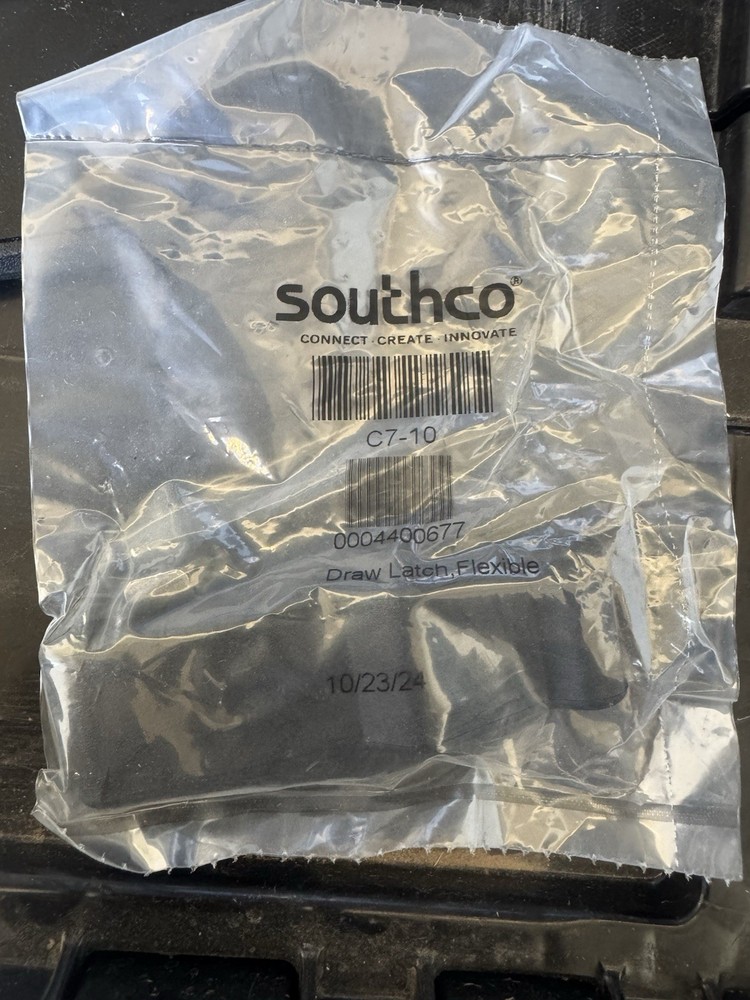 southco®
CONNECT · CREATE · INNOVATE
C7-10
0004400677
Draw Latch,Flexible
10/23/24